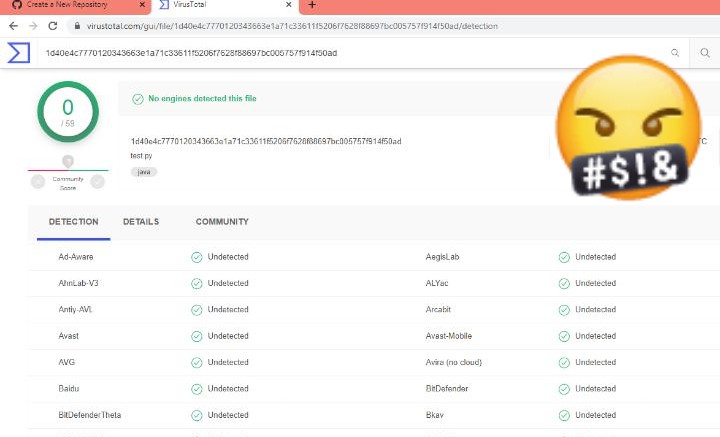 Create a New Repository
VirusTotal
virustotal.com/gui/file/1d40e4c7770120343663e1a71c33611f5206f7628f88697bc005757f914f50ad/detection
1d40e4c7770120343663e1a71c33611f5206f7628f88697bc005757f914f50ad
0
/ 59
No engines detected this file
1d40e4c7770120343663e1a71c33611f5206f7628f88697bc005757f914f50ad
test.py
java
?
Community
Score
TC
#$!&
DETECTION DETAILS COMMUNITY
Ad-Aware Undetected AegisLab Undetected
AhnLab-V3 Undetected ALYac Undetected
Antiy-AVL Undetected Arcabit Undetected
Avast Undetected Avast-Mobile Undetected
AVG Undetected Avira (no cloud) Undetected
Baidu Undetected BitDefender Undetected
BitDefenderTheta Undetected Bkav Undetected